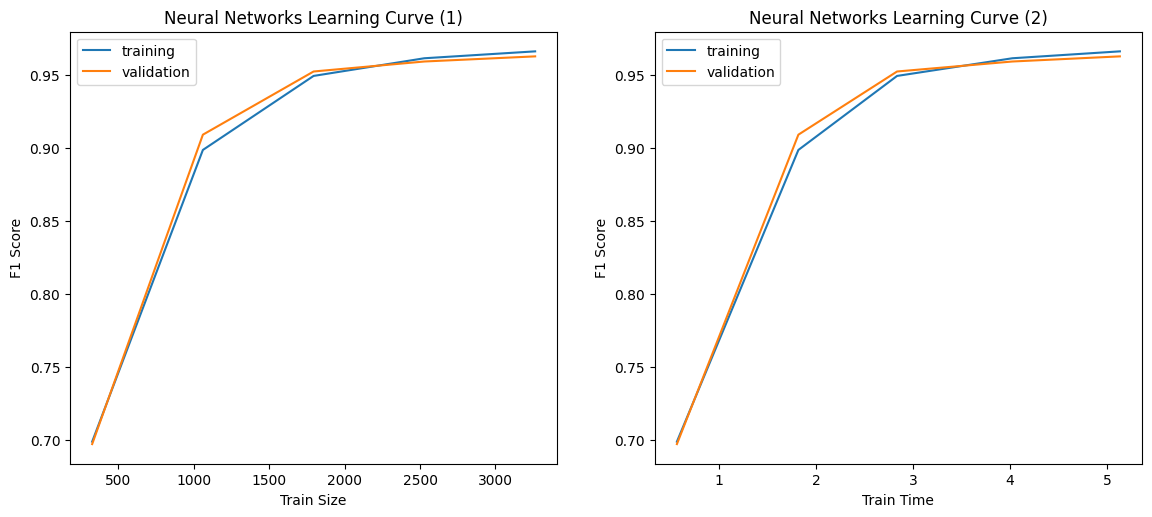 Neural Networks Learning Curve (1)
training
validation
F1 Score
0.95
0.90
0.85
0.80
0.75
0.70
500
1000
1500
2000
2500
3000
Train Size
Neural Networks Learning Curve (2)
training
validation
F1 Score
0.95
0.90
0.85
0.80
0.75
0.70
1
2
3
4
5
Train Time